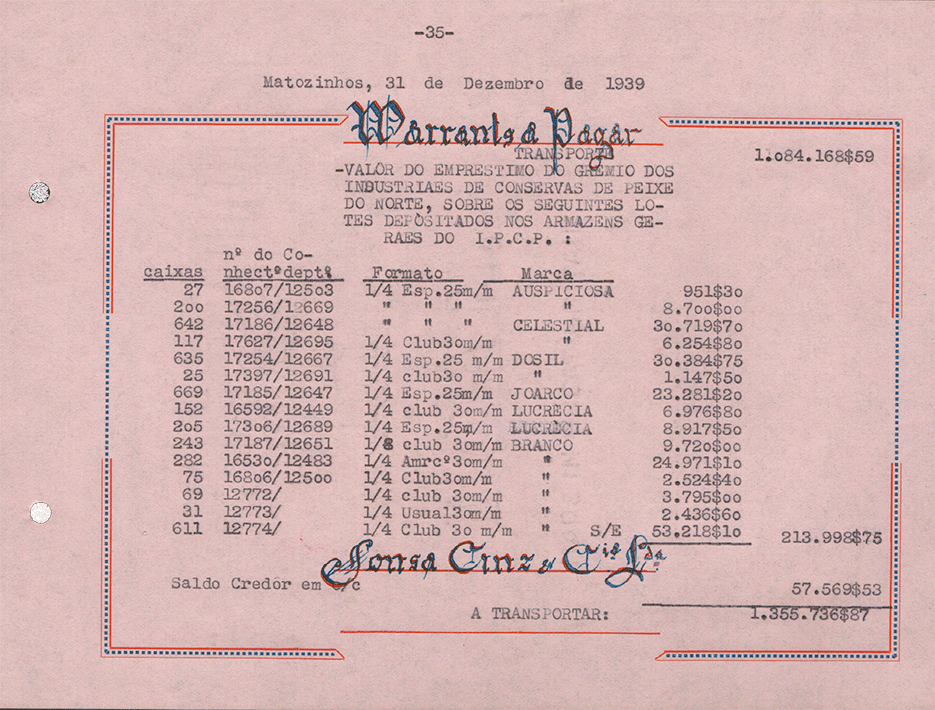 -35-
Matozinhos, 31 de Dezembro de 1939
Warrants a Pagar
TRANSPORTE 1.084.168$59
-VALOR DO EMPRESTIMO DO GREMIO DOS
INDUSTRIAES DE CONSERVAS DE PEIXE
DO NORTE, SOBRE OS SEGUINTES LO-
TES DEPOSITADOS NOS ARMAZENS GE-
RAES DO I.P.C.P. :
nº do Co-
caixas nhectºdeptº Formato Marca
27 16807/12503 1/4 Esp.25m/m AUSPICIOSA 951$30
200 17256/12669 " " " " 8.700$00
642 17186/12648 " " " CELESTIAL 30.719$70
117 17627/12695 1/4 Club30m/m " 6.254$80
635 17254/12667 1/4 Esp.25 m/m DOSIL 30.384$75
25 17397/12691 1/4 club30 m/m " 1.147$50
669 17185/12647 1/4 Esp.25m/m JOARCO 23.281$20
152 16592/12449 1/4 club 30m/m LUCRECIA 6.976$80
205 17306/12689 1/4 Esp.25m/m LUCRECIA 8.917$50
243 17187/12651 1/8 club 30m/m BRANCO 9.720$00
282 16530/12483 1/4 Amrcº30m/m " 24.971$10
75 16806/12500 1/4 Club30m/m " 2.524$40
69 12772/ 1/4 club 30m/m " 3.795$00
31 12773/ 1/4 Usual30m/m " 2.436$60
611 12774/ 1/4 Club 30 m/m " S/E 53.218$10 213.998$75
Cª Lda
Saldo Credôr em c/c 57.569$53
A TRANSPORTAR: 1.355.736$87